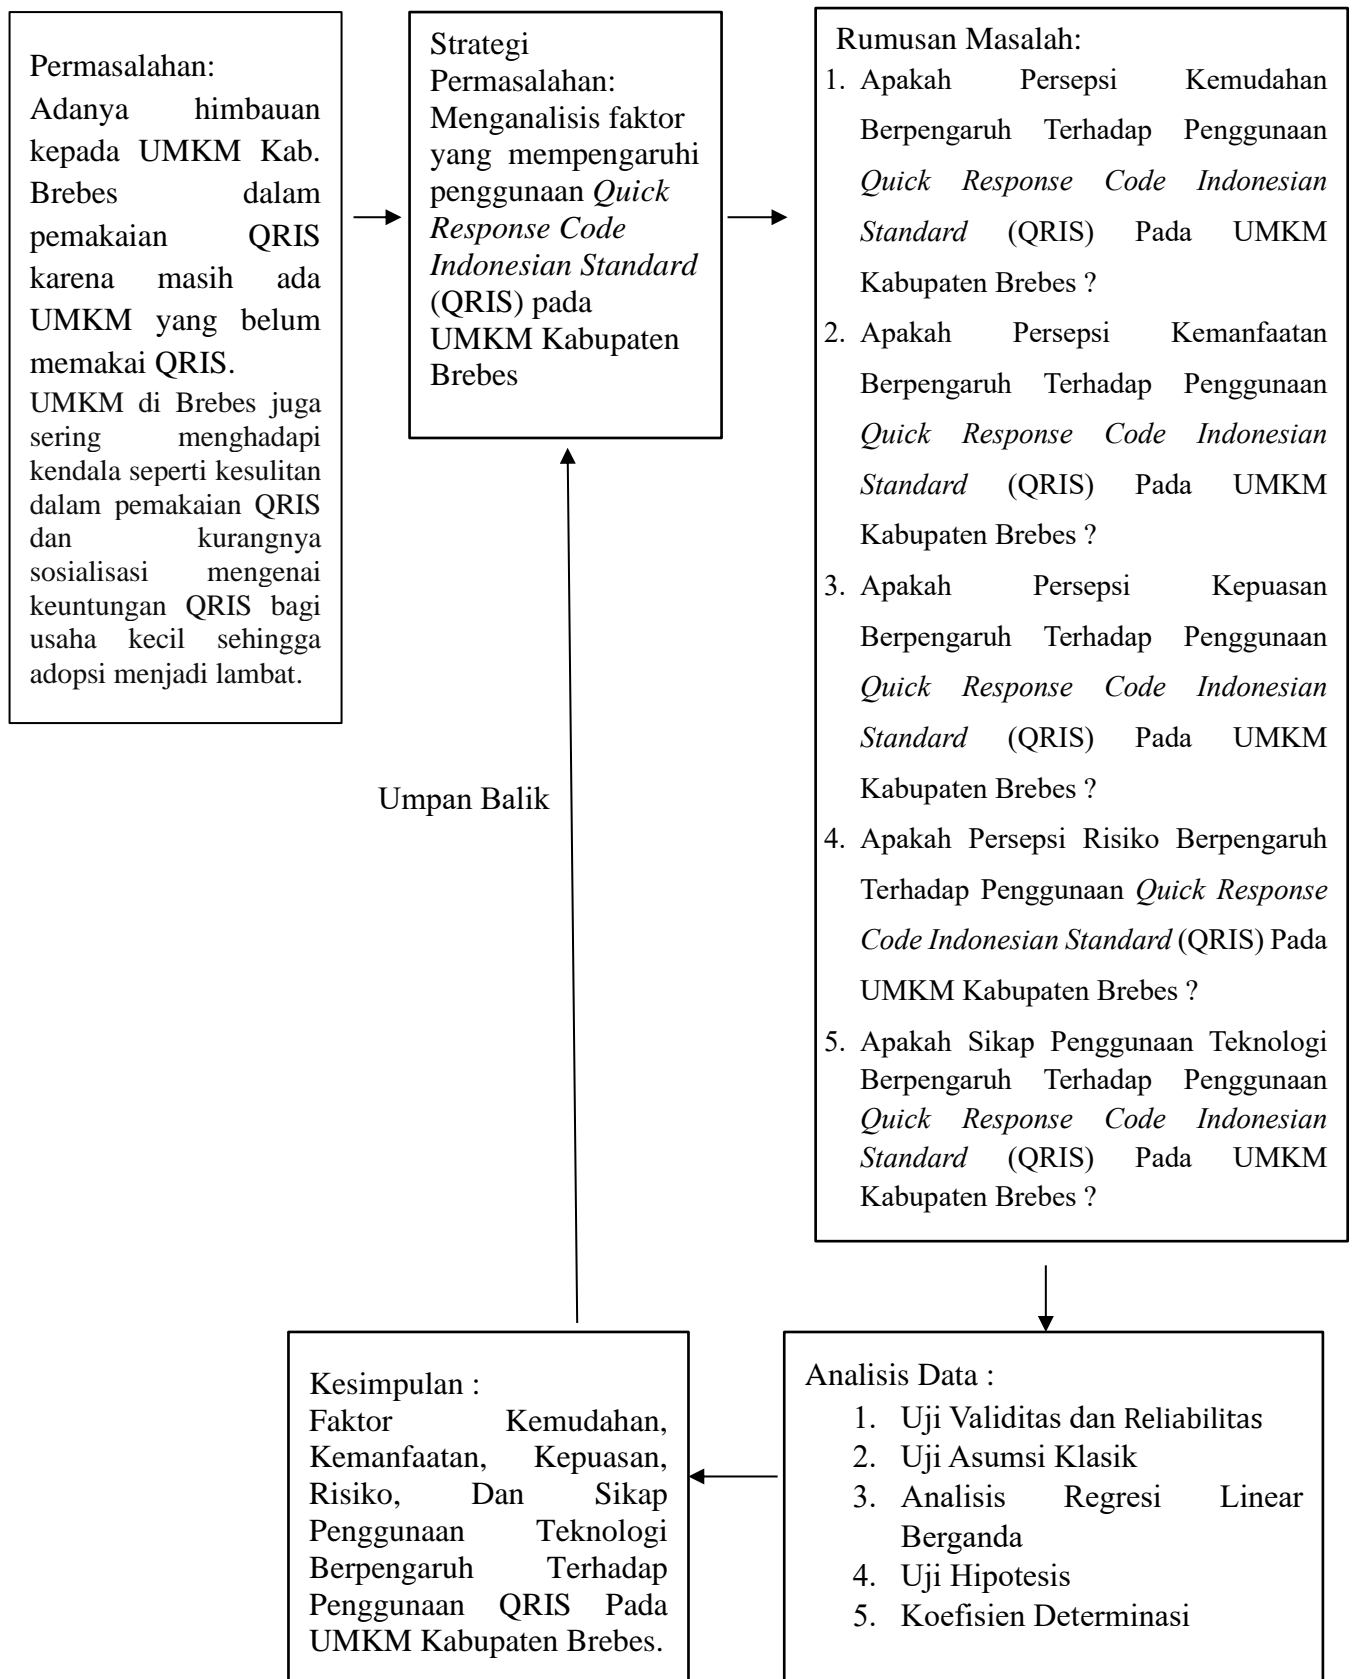 Permasalahan:
Adanya himbauan
kepada UMKM Kab.
Brebes dalam
pemakaian QRIS
karena masih ada
UMKM yang belum
memakai QRIS.
UMKM di Brebes juga
sering menghadapi
kendala seperti kesulitan
dalam pemakaian QRIS
dan kurangnya
sosialisasi mengenai
keuntungan QRIS bagi
usaha kecil sehingga
adopsi menjadi lambat.
Strategi
Permasalahan:
Menganalisis faktor
yang mempengaruhi
penggunaan Quick
Response Code
Indonesian Standard
(QRIS) pada
UMKM Kabupaten
Brebes
Rumusan Masalah:
1. Apakah Persepsi Kemudahan
Berpengaruh Terhadap Penggunaan
Quick Response Code Indonesian
Standard (QRIS) Pada UMKM
Kabupaten Brebes ?
2. Apakah Persepsi Kemanfaatan
Berpengaruh Terhadap Penggunaan
Quick Response Code Indonesian
Standard (QRIS) Pada UMKM
Kabupaten Brebes ?
3. Apakah Persepsi Kepuasan
Berpengaruh Terhadap Penggunaan
Quick Response Code Indonesian
Standard (QRIS) Pada UMKM
Kabupaten Brebes ?
4. Apakah Persepsi Risiko Berpengaruh
Terhadap Penggunaan Quick Response
Code Indonesian Standard (QRIS) Pada
UMKM Kabupaten Brebes ?
5. Apakah Sikap Penggunaan Teknologi
Berpengaruh Terhadap Penggunaan
Quick Response Code Indonesian
Standard (QRIS) Pada UMKM
Kabupaten Brebes ?
Umpan Balik
Analisis Data :
1. Uji Validitas dan Reliabilitas
2. Uji Asumsi Klasik
3. Analisis Regresi Linear
Berganda
4. Uji Hipotesis
5. Koefisien Determinasi
Kesimpulan :
Faktor Kemudahan,
Kemanfaatan, Kepuasan,
Risiko, Dan Sikap
Penggunaan Teknologi
Berpengaruh Terhadap
Penggunaan QRIS Pada
UMKM Kabupaten Brebes.